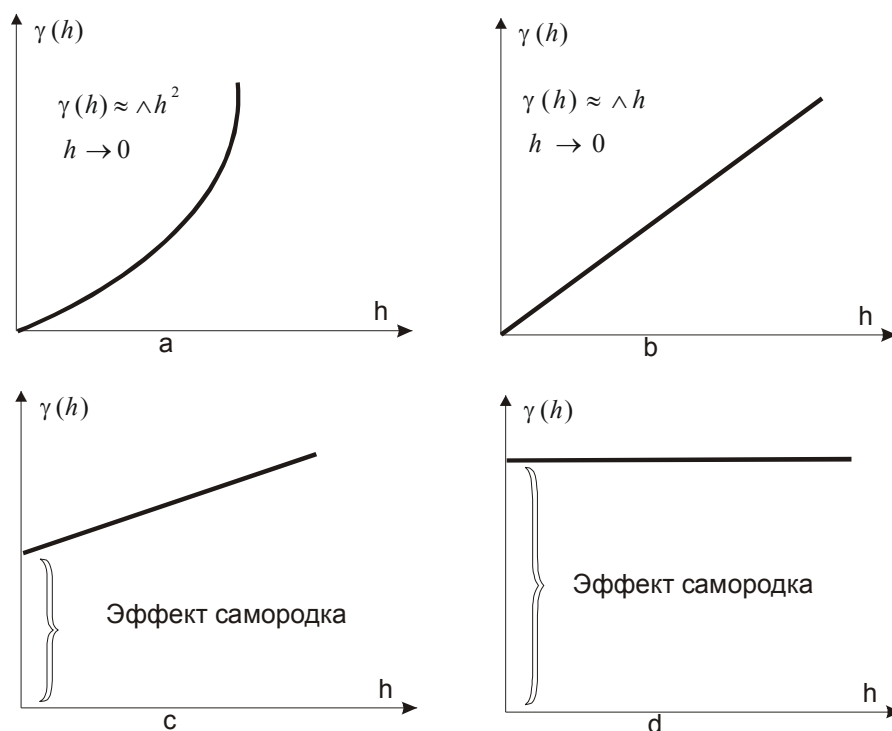 γ(h)
γ(h) ≈ ∧h²
h → 0
h
a
γ(h)
γ(h) ≈ ∧h
h → 0
h
b
γ(h)
Эффект самородка
h
c
γ(h)
Эффект самородка
h
d